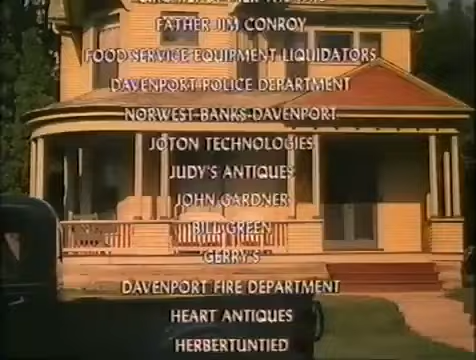 FATHER JIM CONROY
FOOD SERVICE EQUIPMENT LIQUIDATORS
DAVENPORT POLICE DEPARTMENT
NORWEST BANKS-DAVENPORT
JOTON TECHNOLOGIES
JUDY'S ANTIQUES
JOHN GARDNER
BILL GREEN
GERRY'S
DAVENPORT FIRE DEPARTMENT
HEART ANTIQUES
HERBERTUNTIED